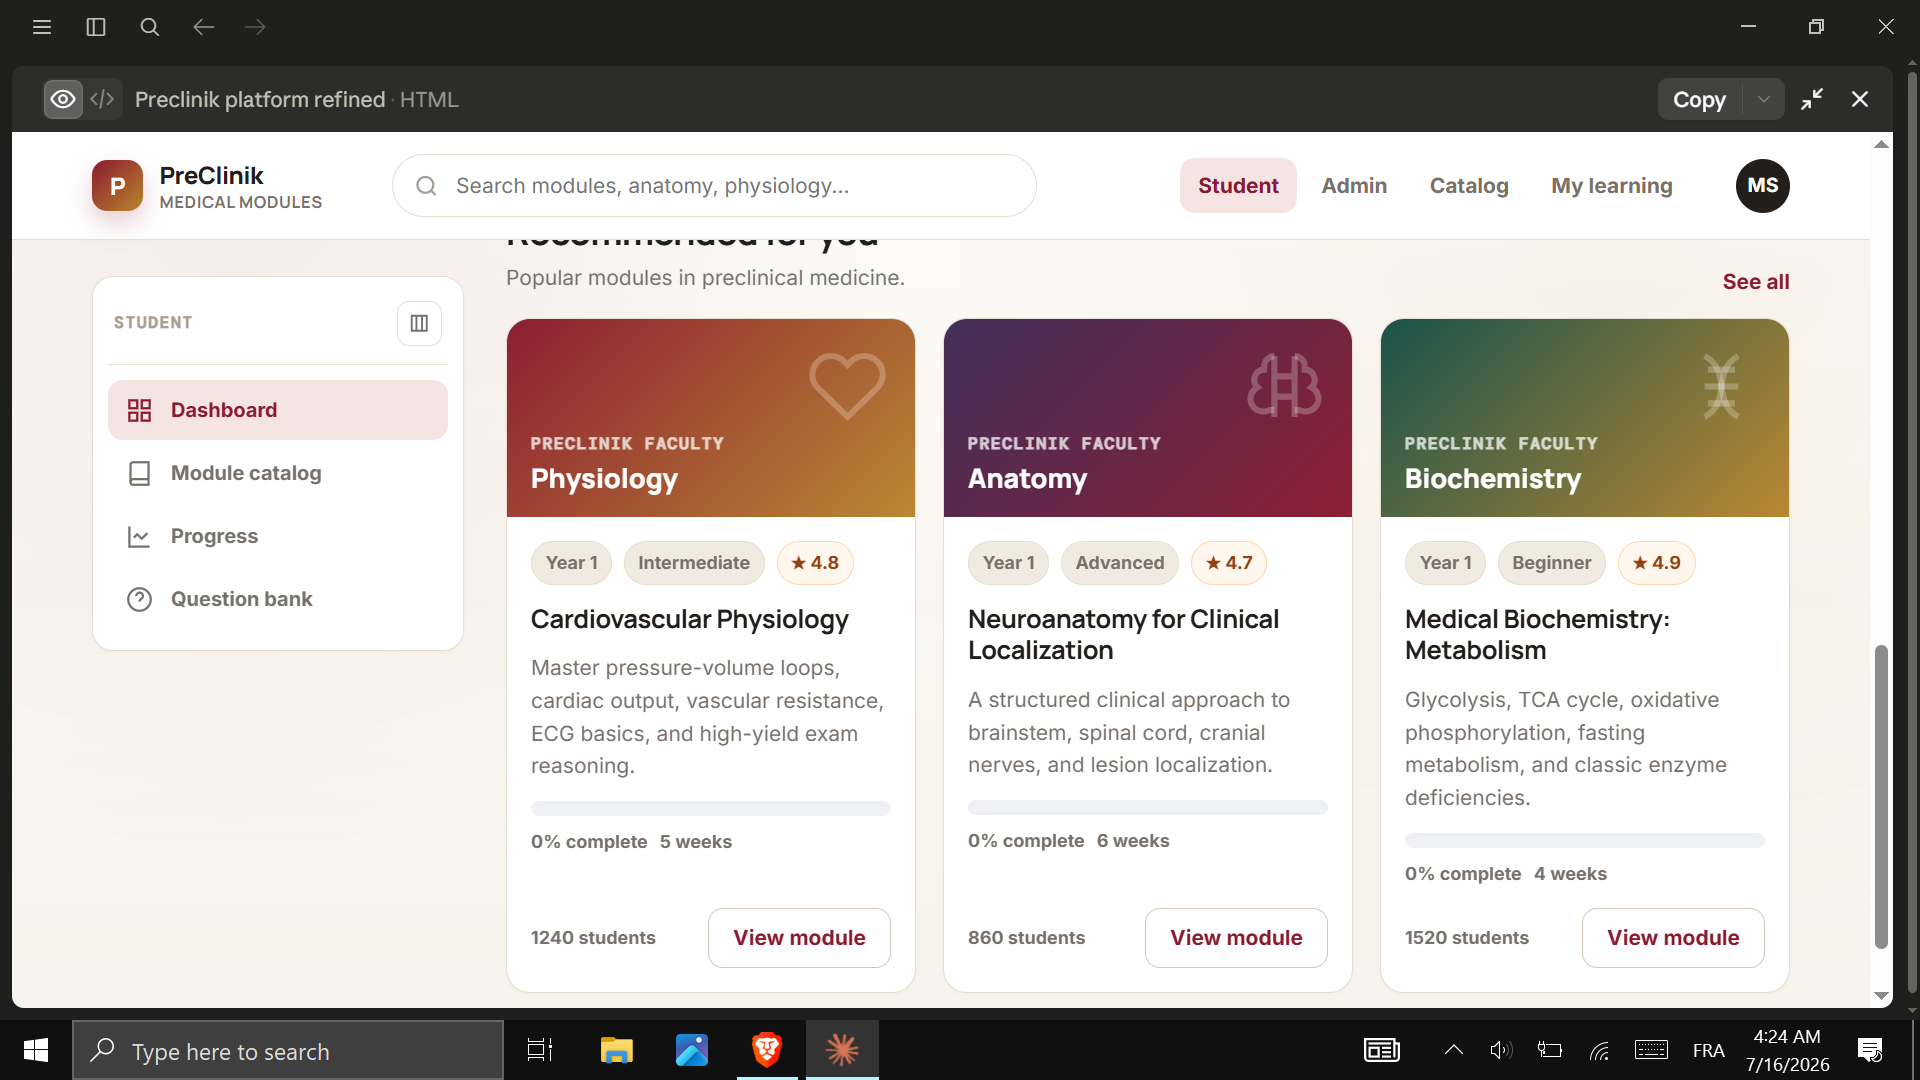 Preclinik platform refined · HTML
Copy
P
PreClinik
MEDICAL MODULES
Search modules, anatomy, physiology...
Student
Admin
Catalog
My learning
MS
Recommended for you
Popular modules in preclinical medicine.
See all
STUDENT
Dashboard
Module catalog
Progress
Question bank
PRECLINIK FACULTY
Physiology
Year 1
Intermediate
★ 4.8
Cardiovascular Physiology
Master pressure-volume loops,
cardiac output, vascular resistance,
ECG basics, and high-yield exam
reasoning.
0% complete 5 weeks
1240 students
View module
PRECLINIK FACULTY
Anatomy
Year 1
Advanced
★ 4.7
Neuroanatomy for Clinical
Localization
A structured clinical approach to
brainstem, spinal cord, cranial
nerves, and lesion localization.
0% complete 6 weeks
860 students
View module
PRECLINIK FACULTY
Biochemistry
Year 1
Beginner
★ 4.9
Medical Biochemistry:
Metabolism
Glycolysis, TCA cycle, oxidative
phosphorylation, fasting
metabolism, and classic enzyme
deficiencies.
0% complete 4 weeks
1520 students
View module
Type here to search
FRA
4:24 AM
7/16/2026